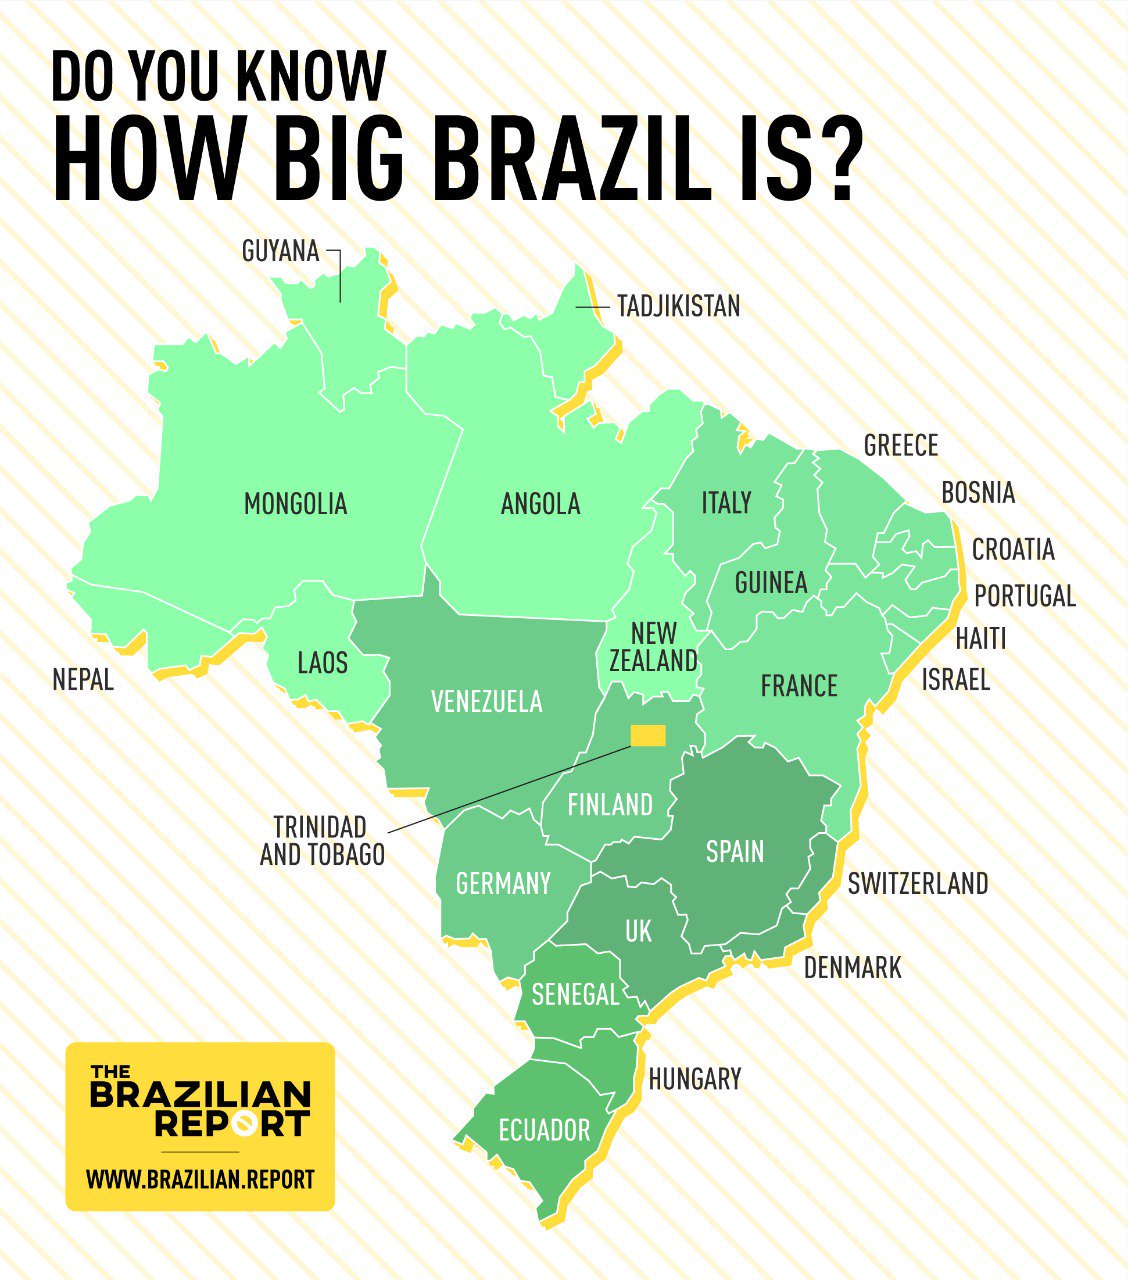 DO YOU KNOW
HOW BIG BRAZIL IS?
GUYANA
TADJIKISTAN
GREECE
BOSNIA
MONGOLIA
ANGOLA
ITALY
CROATIA
GUINEA
PORTUGAL
NEW
ZEALAND
HAITI
LAOS
NEPAL
ISRAEL
FRANCE
VENEZUELA
FINLAND
TRINIDAD
AND TOBAGO
SPAIN
GERMANY
SWITZERLAND
UK
DENMARK
SENEGAL
HUNGARY
ECUADOR
THE
BRAZILIAN
REPORT
WWW.BRAZILIAN.REPORT